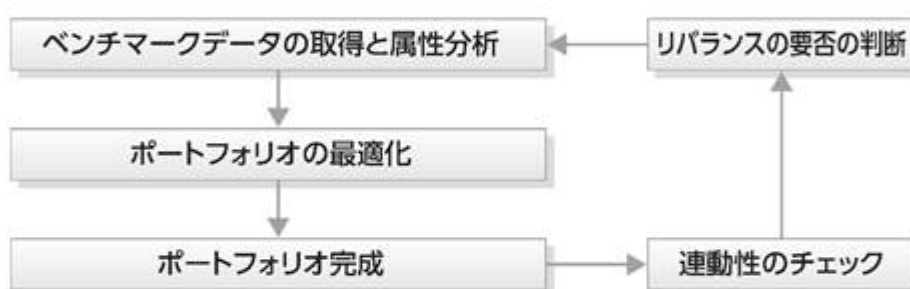 ベンチマークデータの取得と属性分析
リバランスの要否の判断
ポートフォリオの最適化
ポートフォリオ完成
連動性のチェック